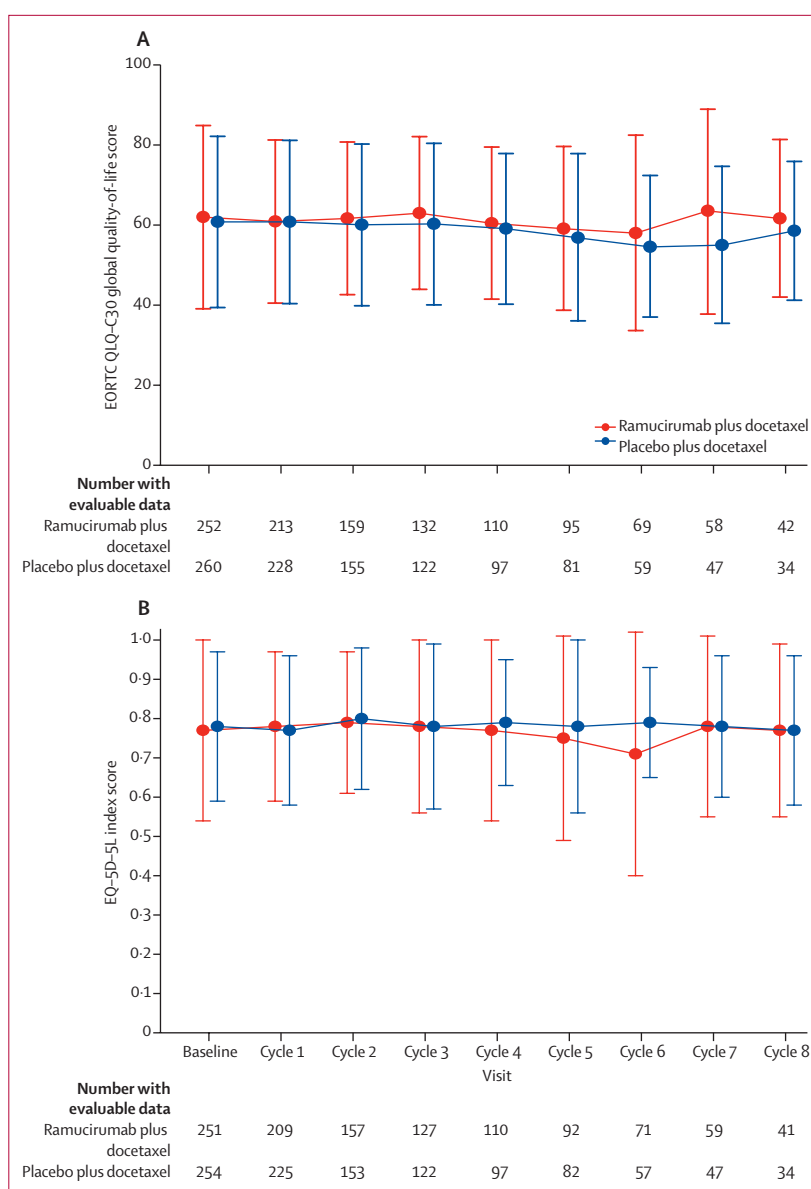 A
100
80
60
40
20
0
EORTC QLQ–C30 global quality-of-life score
Ramucirumab plus docetaxel
Placebo plus docetaxel
Number with
evaluable data
Ramucirumab plus
docetaxel
252 213 159 132 110 95 69 58 42
Placebo plus docetaxel 260 228 155 122 97 81 59 47 34
B
1·0
0·9
0·8
0·7
0·6
0·5
0·4
0·3
0·2
0·1
0
EQ–5D–5L index score
Baseline Cycle 1 Cycle 2 Cycle 3 Cycle 4 Cycle 5 Cycle 6 Cycle 7 Cycle 8
Visit
Number with
evaluable data
Ramucirumab plus
docetaxel
251 209 157 127 110 92 71 59 41
Placebo plus docetaxel 254 225 153 122 97 82 57 47 34